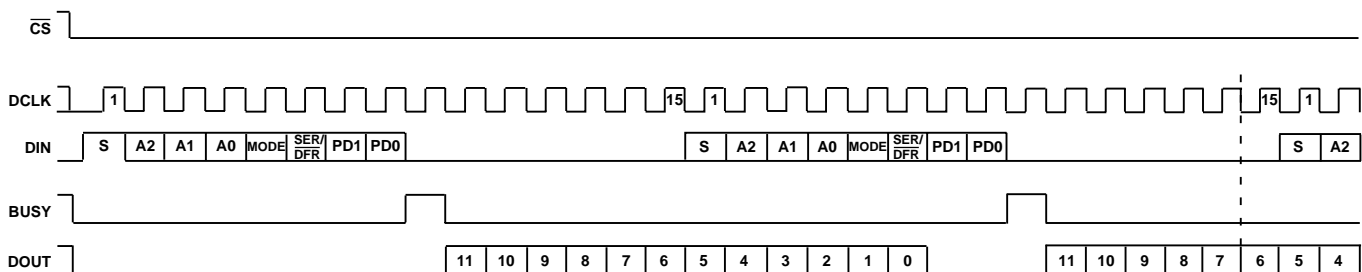 CS
DCLK 1 15 1 15 1
DIN S A2 A1 A0 MODE SER/DFR PD1 PD0 S A2 A1 A0 MODE SER/DFR PD1 PD0 S A2
BUSY
DOUT 11 10 9 8 7 6 5 4 3 2 1 0 11 10 9 8 7 6 5 4